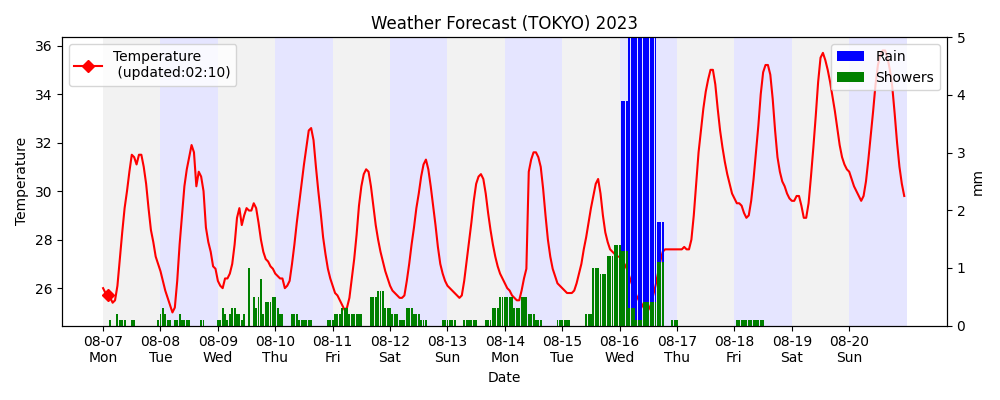 Weather Forecast (TOKYO) 2023
Temperature
(updated:02:10)
Rain
Showers
Temperature
36
34
32
30
28
26
5
4
3
2
1
0
mm
08-07 08-08 08-09 08-10 08-11 08-12 08-13 08-14 08-15 08-16 08-17 08-18 08-19 08-20
Mon Tue Wed Thu Fri Sat Sun Mon Tue Wed Thu Fri Sat Sun
Date